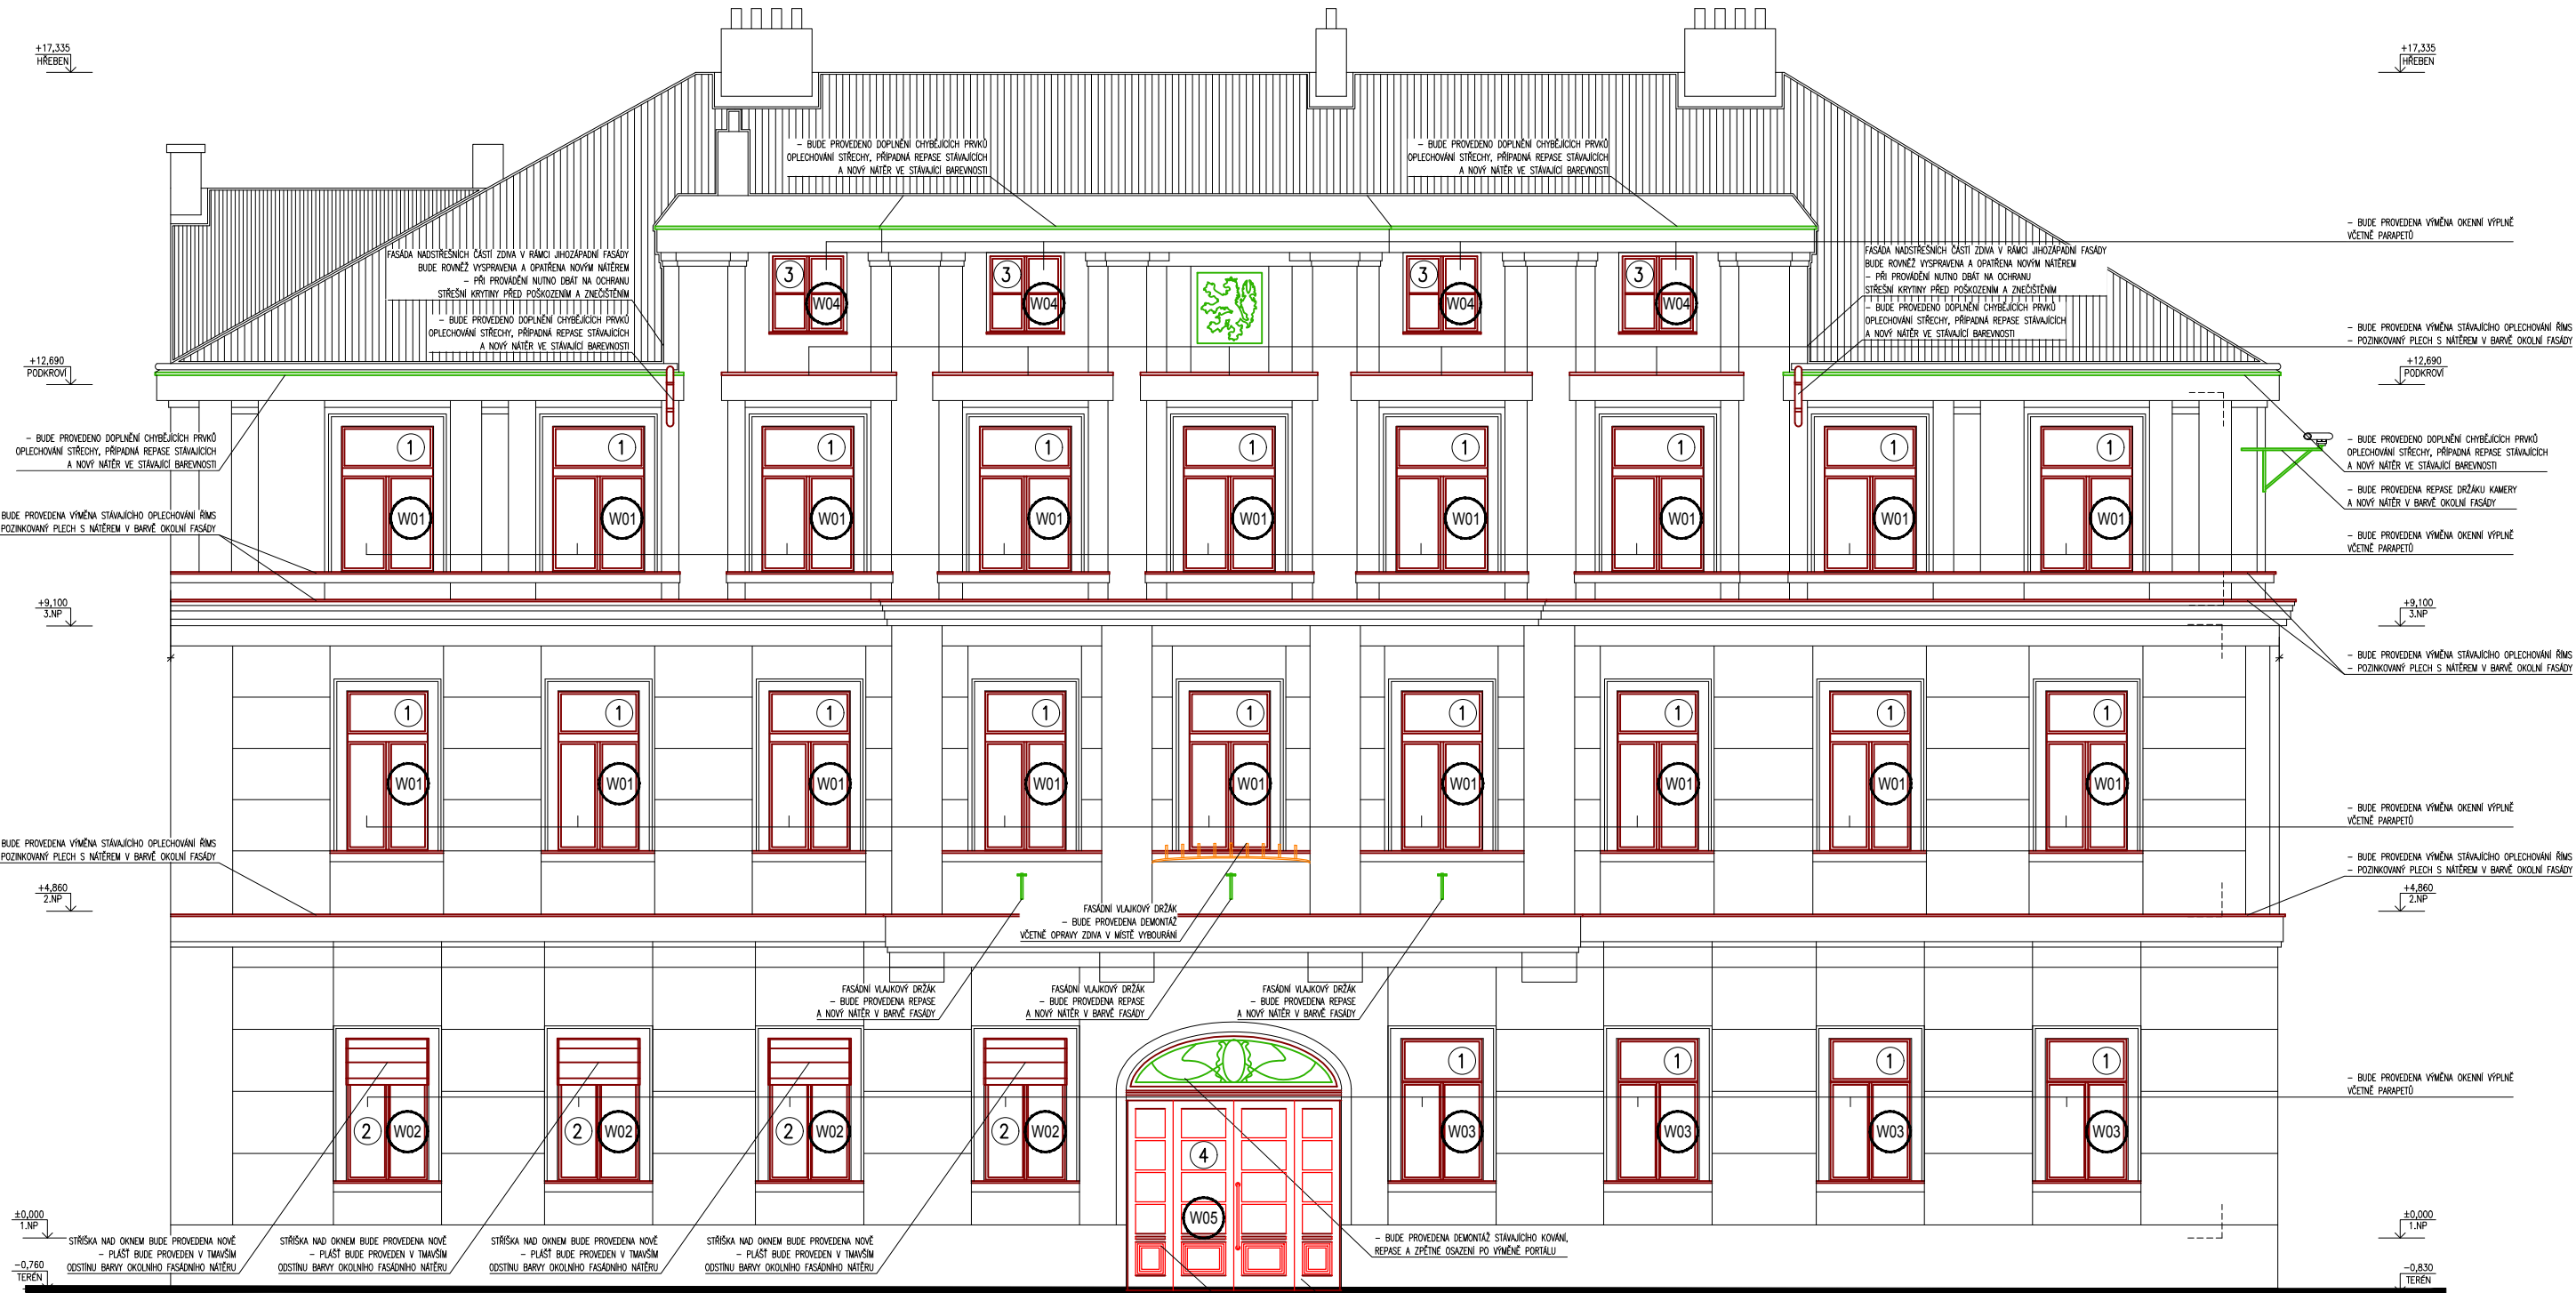 +17,335
HŘEBEN
+17,335
HŘEBEN
- BUDE PROVEDENO DOPLNĚNÍ CHYBĚJÍCÍCH PRVKŮ
OPLECHOVÁNÍ STŘECHY, PŘÍPADNÁ REPASE STÁVAJÍCÍCH
A NOVÝ NÁTĚR VE STÁVAJÍCÍ BAREVNOSTI
- BUDE PROVEDENO DOPLNĚNÍ CHYBĚJÍCÍCH PRVKŮ
OPLECHOVÁNÍ STŘECHY, PŘÍPADNÁ REPASE STÁVAJÍCÍCH
A NOVÝ NÁTĚR VE STÁVAJÍCÍ BAREVNOSTI
- BUDE PROVEDENA VÝMĚNA OKENNÍ VÝPLNĚ
VČETNĚ PARAPETŮ
FASÁDA NADSTŘEŠNÍCH ČÁSTÍ ZDIVA V RÁMCI JIHOZÁPADNÍ FASÁDY
BUDE ROVNĚŽ VYSPRAVENA A OPATŘENA NOVÝM NÁTĚREM
- PŘI PROVÁDĚNÍ NUTNO DBÁT NA OCHRANU
STŘEŠNÍ KRYTINY PŘED POŠKOZENÍM A ZNEČIŠTĚNÍM
- BUDE PROVEDENO DOPLNĚNÍ CHYBĚJÍCÍCH PRVKŮ
OPLECHOVÁNÍ STŘECHY, PŘÍPADNÁ REPASE STÁVAJÍCÍCH
A NOVÝ NÁTĚR VE STÁVAJÍCÍ BAREVNOSTI
3
W04
3
W04
3
W04
3
W04
FASÁDA NADSTŘEŠNÍCH ČÁSTÍ ZDIVA V RÁMCI JIHOZÁPADNÍ FASÁDY
BUDE ROVNĚŽ VYSPRAVENA A OPATŘENA NOVÝM NÁTĚREM
- PŘI PROVÁDĚNÍ NUTNO DBÁT NA OCHRANU
STŘEŠNÍ KRYTINY PŘED POŠKOZENÍM A ZNEČIŠTĚNÍM
- BUDE PROVEDENO DOPLNĚNÍ CHYBĚJÍCÍCH PRVKŮ
OPLECHOVÁNÍ STŘECHY, PŘÍPADNÁ REPASE STÁVAJÍCÍCH
A NOVÝ NÁTĚR VE STÁVAJÍCÍ BAREVNOSTI
- BUDE PROVEDENA VÝMĚNA STÁVAJÍCÍHO OPLECHOVÁNÍ ŘÍMS
- POZINKOVANÝ PLECH S NÁTĚREM V BARVĚ OKOLNÍ FASÁDY
+12,690
PODKROVÍ
+12,690
PODKROVÍ
- BUDE PROVEDENO DOPLNĚNÍ CHYBĚJÍCÍCH PRVKŮ
OPLECHOVÁNÍ STŘECHY, PŘÍPADNÁ REPASE STÁVAJÍCÍCH
A NOVÝ NÁTĚR VE STÁVAJÍCÍ BAREVNOSTI
1
1
1
1
1
1
1
1
1
- BUDE PROVEDENO DOPLNĚNÍ CHYBĚJÍCÍCH PRVKŮ
OPLECHOVÁNÍ STŘECHY, PŘÍPADNÁ REPASE STÁVAJÍCÍCH
A NOVÝ NÁTĚR VE STÁVAJÍCÍ BAREVNOSTI
- BUDE PROVEDENA REPASE DRŽÁKU KAMERY
A NOVÝ NÁTĚR V BARVĚ OKOLNÍ FASÁDY
BUDE PROVEDENA VÝMĚNA STÁVAJÍCÍHO OPLECHOVÁNÍ ŘÍMS
POZINKOVANÝ PLECH S NÁTĚREM V BARVĚ OKOLNÍ FASÁDY
W01
W01
W01
W01
W01
W01
W01
W01
W01
- BUDE PROVEDENA VÝMĚNA OKENNÍ VÝPLNĚ
VČETNĚ PARAPETŮ
+9,100
3.NP
+9,100
3.NP
- BUDE PROVEDENA VÝMĚNA STÁVAJÍCÍHO OPLECHOVÁNÍ ŘÍMS
- POZINKOVANÝ PLECH S NÁTĚREM V BARVĚ OKOLNÍ FASÁDY
1
1
1
1
1
1
1
1
1
W01
W01
W01
W01
W01
W01
W01
W01
W01
- BUDE PROVEDENA VÝMĚNA OKENNÍ VÝPLNĚ
VČETNĚ PARAPETŮ
BUDE PROVEDENA VÝMĚNA STÁVAJÍCÍHO OPLECHOVÁNÍ ŘÍMS
POZINKOVANÝ PLECH S NÁTĚREM V BARVĚ OKOLNÍ FASÁDY
- BUDE PROVEDENA VÝMĚNA STÁVAJÍCÍHO OPLECHOVÁNÍ ŘÍMS
- POZINKOVANÝ PLECH S NÁTĚREM V BARVĚ OKOLNÍ FASÁDY
+4,860
2.NP
+4,860
2.NP
FASÁDNÍ VLAJKOVÝ DRŽÁK
- BUDE PROVEDENA DEMONTÁŽ
VČETNĚ OPRAVY ZDIVA V MÍSTĚ VYBOURÁNÍ
FASÁDNÍ VLAJKOVÝ DRŽÁK
- BUDE PROVEDENA REPASE
A NOVÝ NÁTĚR V BARVĚ FASÁDY
FASÁDNÍ VLAJKOVÝ DRŽÁK
- BUDE PROVEDENA REPASE
A NOVÝ NÁTĚR V BARVĚ FASÁDY
FASÁDNÍ VLAJKOVÝ DRŽÁK
- BUDE PROVEDENA REPASE
A NOVÝ NÁTĚR V BARVĚ FASÁDY
1
1
1
1
- BUDE PROVEDENA VÝMĚNA OKENNÍ VÝPLNĚ
VČETNĚ PARAPETŮ
2
W02
2
W02
2
W02
2
W02
4
W05
W03
W03
W03
W03
±0,000
1.NP
±0,000
1.NP
STŘÍŠKA NAD OKNEM BUDE PROVEDENA NOVĚ
- PLÁŠŤ BUDE PROVEDEN V TMAVŠÍM
ODSTÍNU BARVY OKOLNÍHO FASÁDNÍHO NÁTĚRU
STŘÍŠKA NAD OKNEM BUDE PROVEDENA NOVĚ
- PLÁŠŤ BUDE PROVEDEN V TMAVŠÍM
ODSTÍNU BARVY OKOLNÍHO FASÁDNÍHO NÁTĚRU
STŘÍŠKA NAD OKNEM BUDE PROVEDENA NOVĚ
- PLÁŠŤ BUDE PROVEDEN V TMAVŠÍM
ODSTÍNU BARVY OKOLNÍHO FASÁDNÍHO NÁTĚRU
STŘÍŠKA NAD OKNEM BUDE PROVEDENA NOVĚ
- PLÁŠŤ BUDE PROVEDEN V TMAVŠÍM
ODSTÍNU BARVY OKOLNÍHO FASÁDNÍHO NÁTĚRU
- BUDE PROVEDENA DEMONTÁŽ STÁVAJÍCÍHO KOVÁNÍ,
REPASE A ZPĚTNÉ OSAZENÍ PO VÝMĚNĚ PORTÁLU
-0,760
TERÉN
-0,830
TERÉN